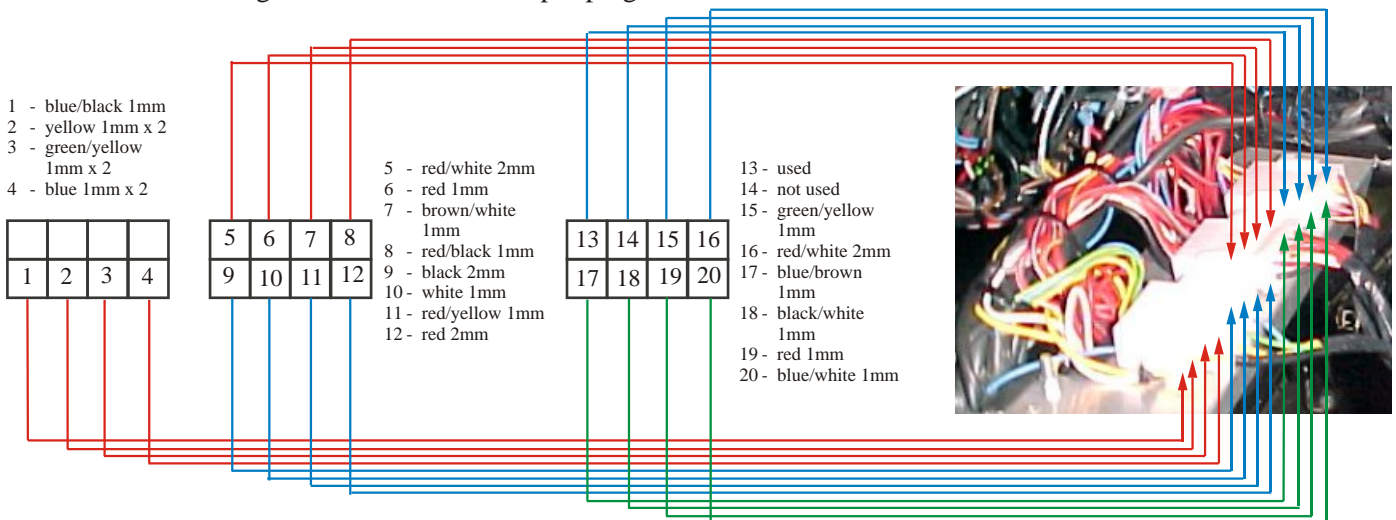 1 - blue/black 1mm
2 - yellow 1mm x 2
3 - green/yellow
1mm x 2
4 - blue 1mm x 2
1 2 3 4
5 6 7 8
9 10 11 12
5 - red/white 2mm
6 - red 1mm
7 - brown/white
1mm
8 - red/black 1mm
9 - black 2mm
10 - white 1mm
11 - red/yellow 1mm
12 - red 2mm
13 14 15 16
17 18 19 20
13 - used
14 - not used
15 - green/yellow
1mm
16 - red/white 2mm
17 - blue/brown
1mm
18 - black/white
1mm
19 - red 1mm
20 - blue/white 1mm